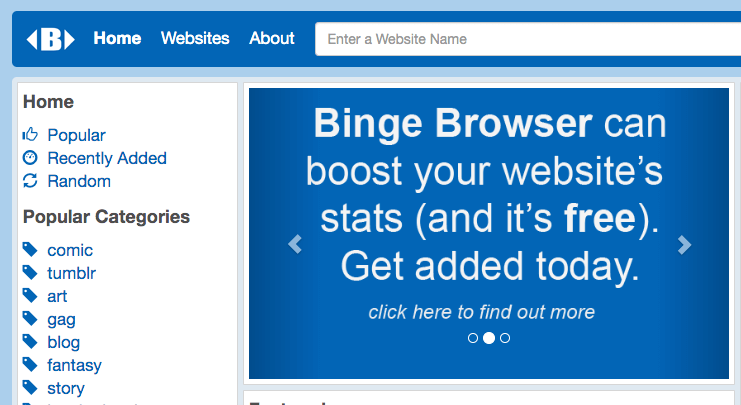 B
Home Websites About Enter a Website Name
Home
Popular
Recently Added
Random
Popular Categories
comic
tumblr
art
gag
blog
fantasy
story
Binge Browser can
boost your website's
stats (and it's free).
Get added today.
click here to find out more